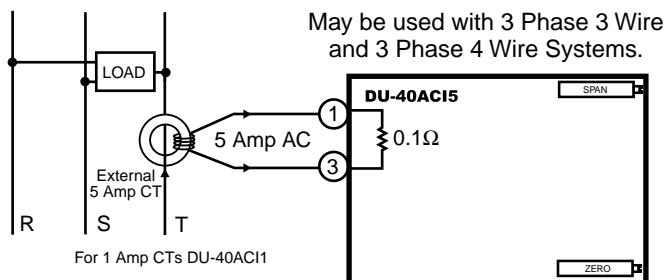 May be used with 3 Phase 3 Wire
and 3 Phase 4 Wire Systems.
LOAD
DU-40ACI5
SPAN
1
5 Amp AC
0.1Ω
3
External
5 Amp CT
R
S
T
For 1 Amp CTs DU-40ACI1
ZERO